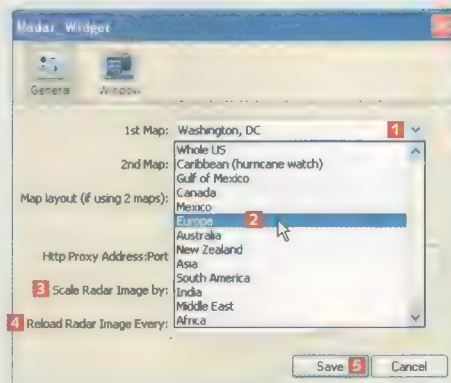 Radar Widget
General Window
1st Map: Washington, DC 1
Whole US
2nd Map: Caribbean (hurricane watch)
Gulf of Mexico
Map layout (if using 2 maps): Canada
Mexico
Europe 2
Australia
Http Proxy Address:Port New Zealand
Asia
South America
3 Scale Radar Image by: India
Middle East
4 Reload Radar Image Every: Africa
Save 5 Cancel